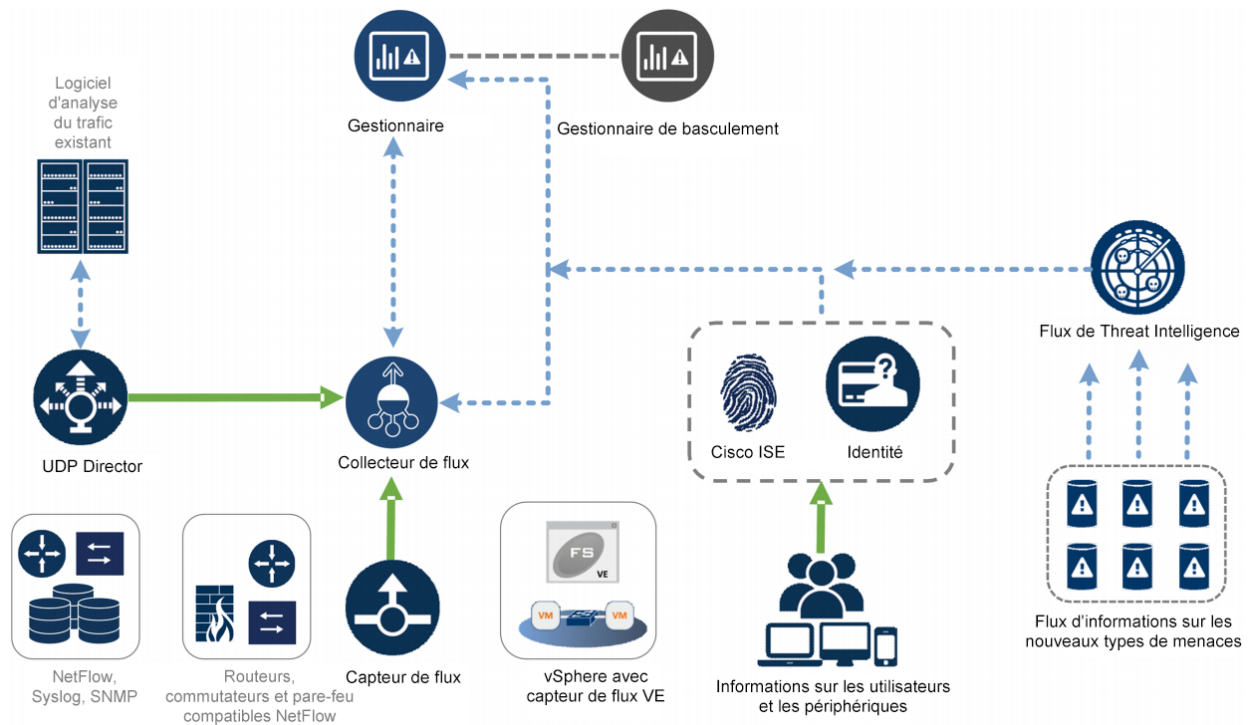 Logiciel
d'analyse
du trafic
existant
Gestionnaire
Gestionnaire de basculement
Flux de Threat Intelligence
UDP Director
Collecteur de flux
Cisco ISE
Identité
FS
VE
VM
VM
NetFlow,
Syslog, SNMP
Routeurs,
commutateurs et pare-feu
compatibles NetFlow
Capteur de flux
vSphere avec
capteur de flux VE
Informations sur les utilisateurs
et les périphériques
Flux d'informations sur les
nouveaux types de menaces